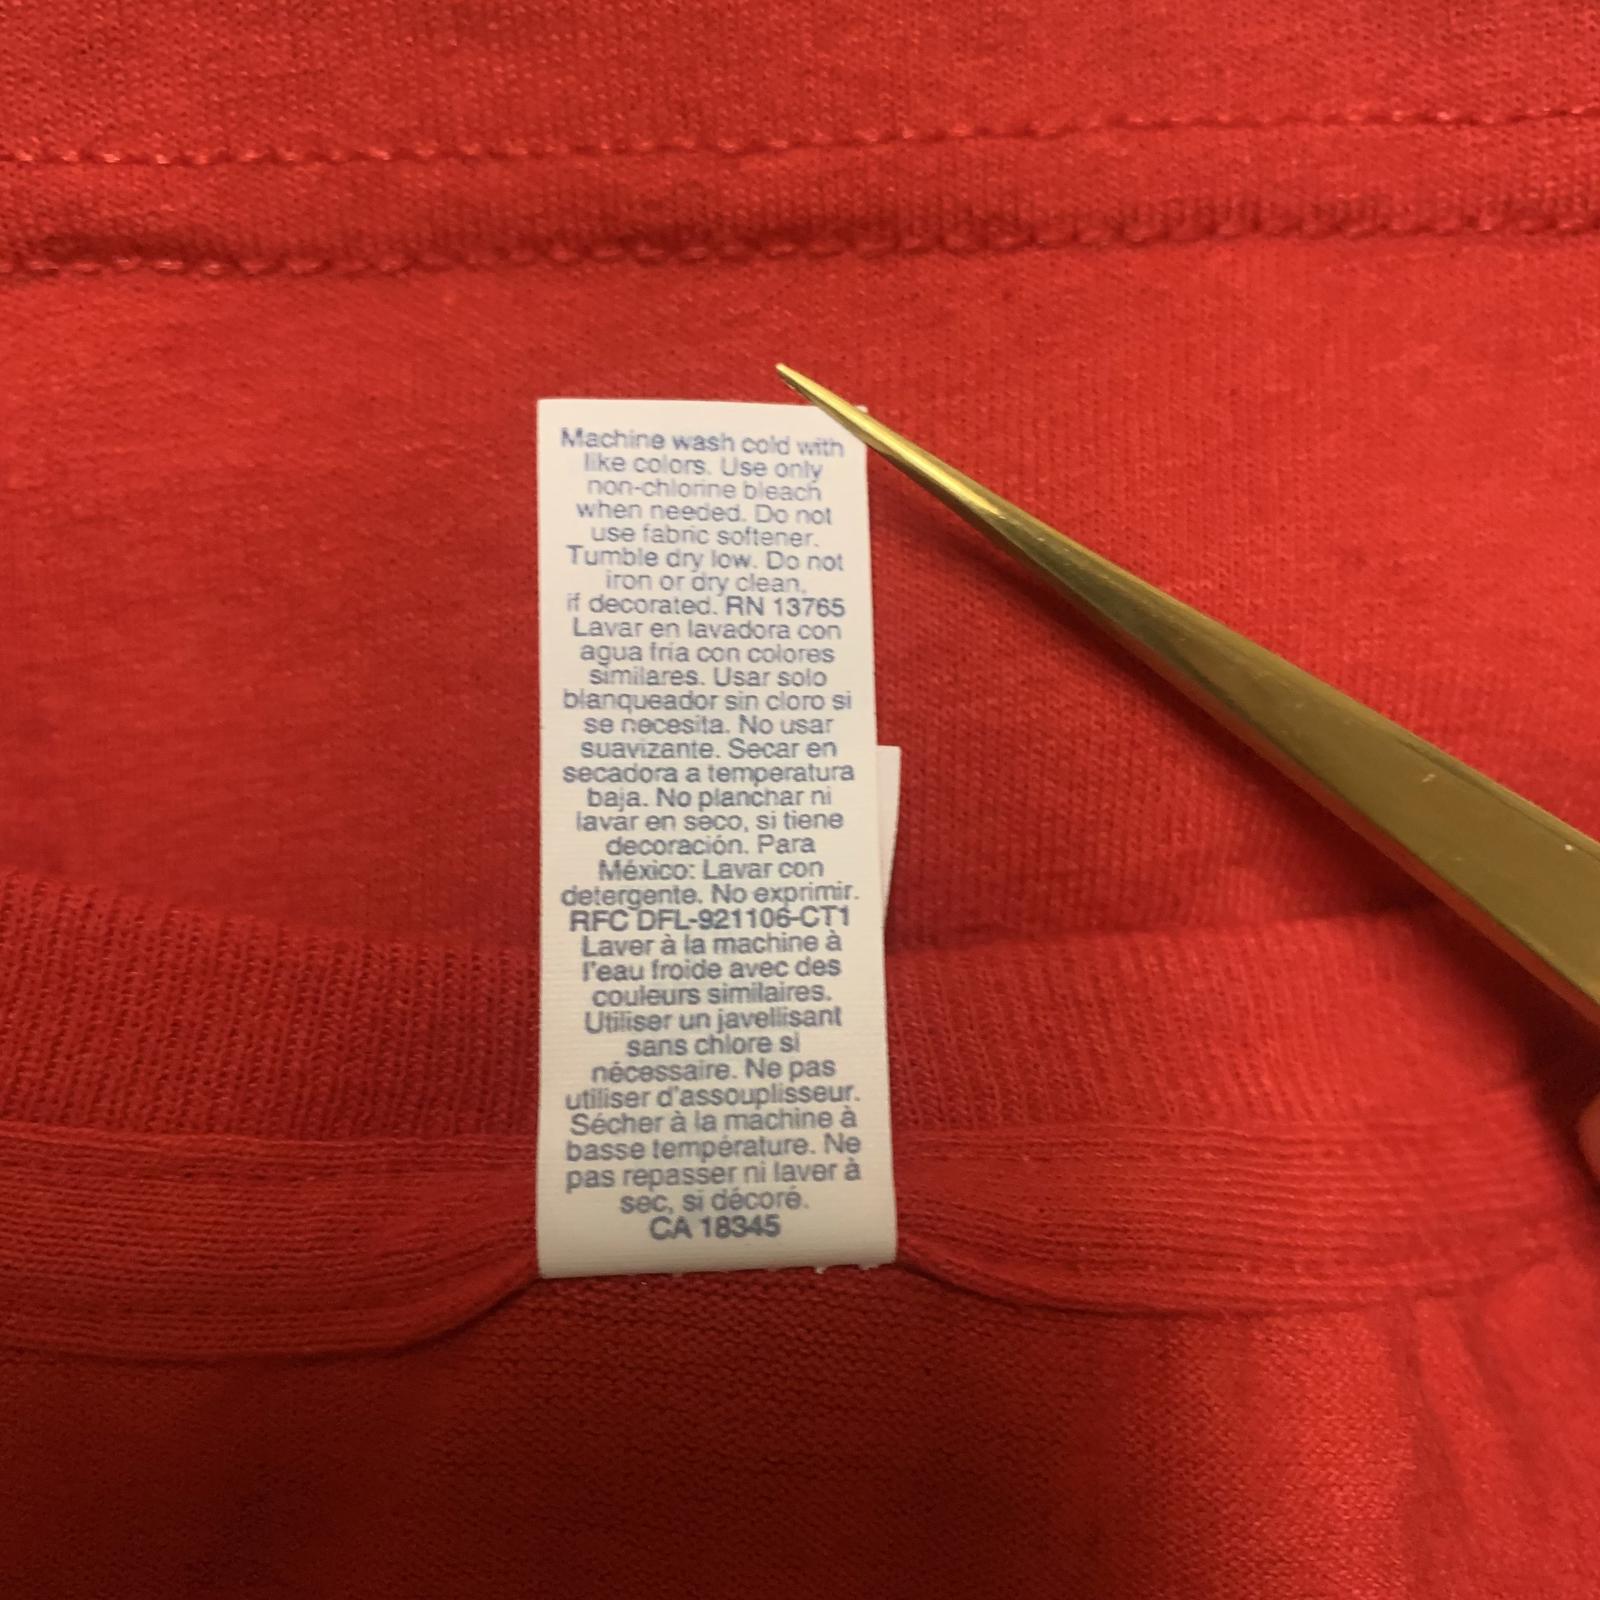 Machine wash cold with
like colors. Use only
non-chlorine bleach
when needed. Do not
use fabric softener.
Tumble dry low. Do not
iron or dry clean,
if decorated. RN 13765
Lavar en lavadora con
agua fría con colores
similares. Usar solo
blanqueador sin cloro si
se necesita. No usar
suavizante. Secar en
secadora a temperatura
baja. No planchar ni
lavar en seco, si tiene
decoración. Para
México: Lavar con
detergente. No exprimir.
RFC DFL-921106-CT1
Laver à la machine à
l'eau froide avec des
couleurs similaires.
Utiliser un javellisant
sans chlore si
nécessaire. Ne pas
utiliser d'assouplisseur.
Sécher à la machine à
basse température. Ne
pas repasser ni laver à
sec, si décoré.
CA 18345